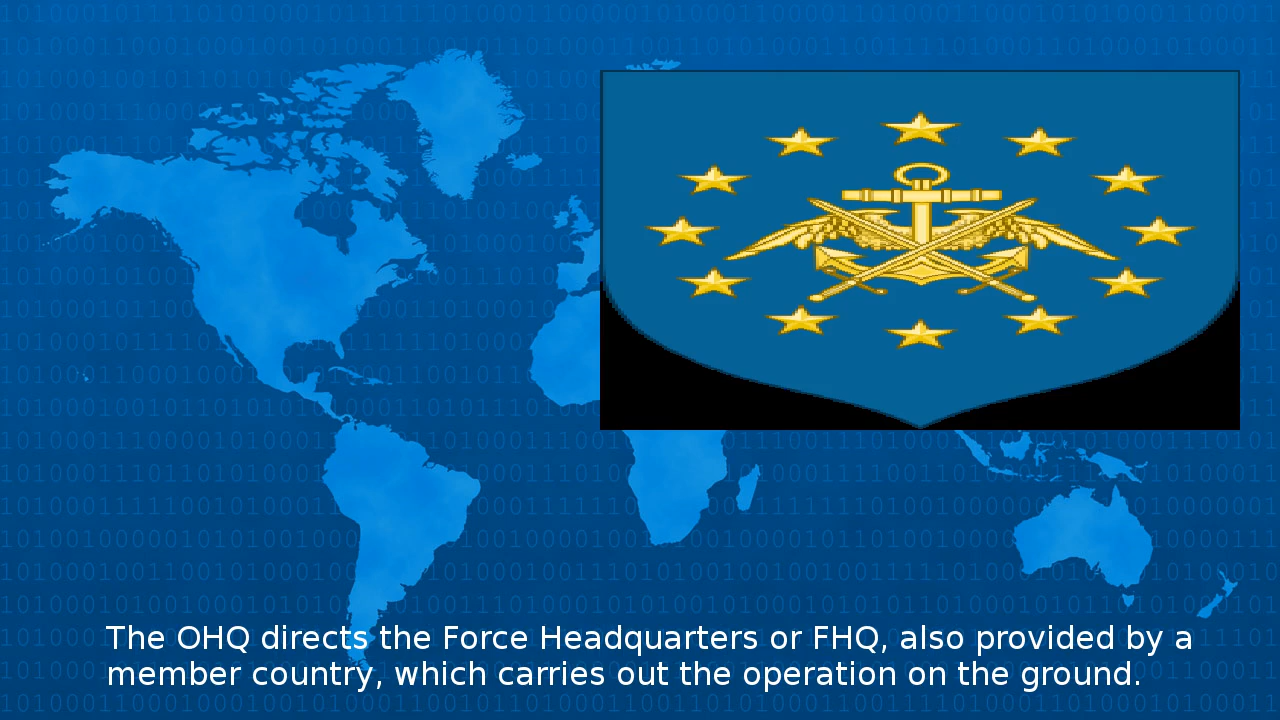 The OHQ directs the Force Headquarters or FHQ, also provided by a
member country, which carries out the operation on the ground.